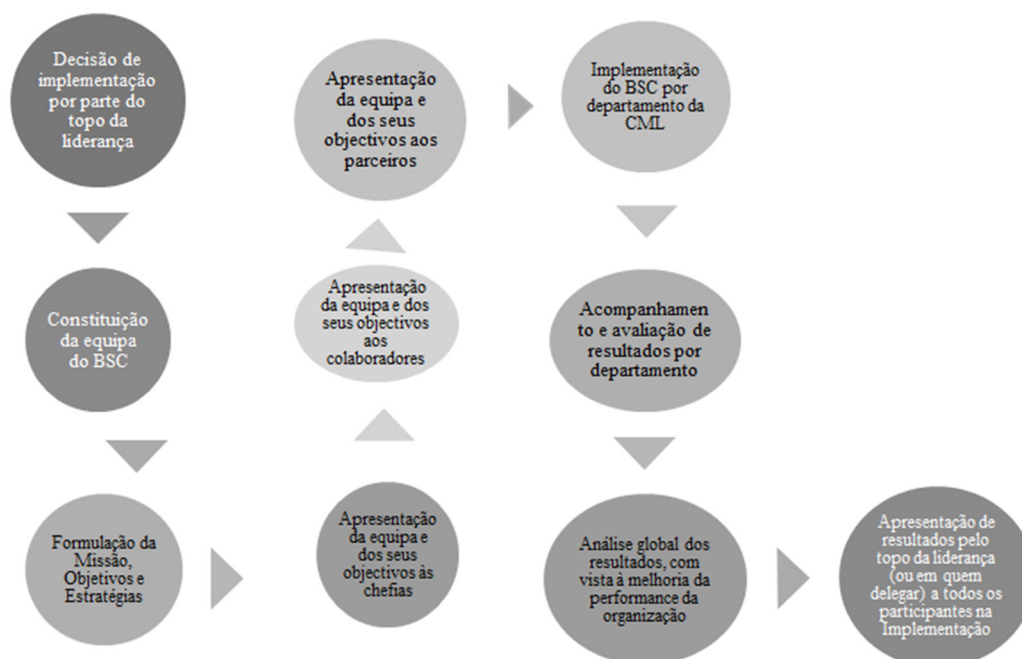 Decisão de
implementação
por parte do
topo da
liderança
Constituição
da equipa
do BSC
Formulação da
Missão,
Objetivos e
Estratégias
Apresentação
da equipa e
dos seus
objectivos às
chefias
Apresentação
da equipa e dos
seus objectivos
aos
colaboradores
Apresentação
da equipa e
dos seus
objectivos aos
parceiros
Implementação
do BSC por
departamento da
CML
Acompanhamen
to e avaliação de
resultados por
departamento
Análise global dos
resultados, com
vista à melhoria da
performance da
organização
Apresentação de
resultados pelo
topo da liderança
(ou em quem
delegar) a todos os
participantes na
Implementação